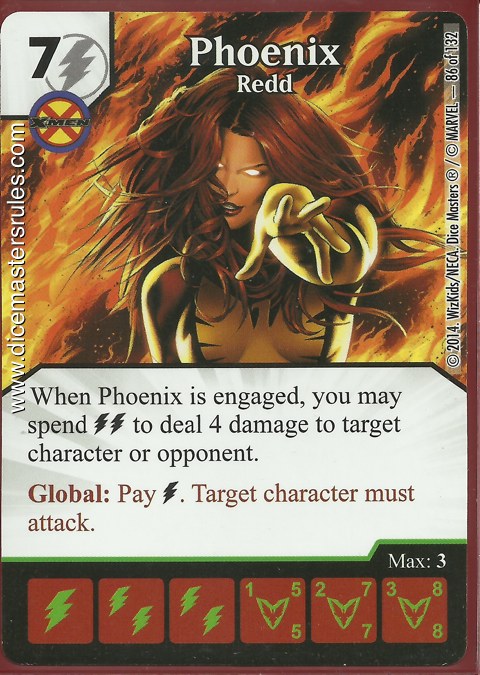 7
Phoenix
Redd
X-MEN
www.dicemastersrules.com
© 2014. WizKids/NECA, Dice Masters ® / © MARVEL — 86 of 132
When Phoenix is engaged, you may
spend to deal 4 damage to target
character or opponent.
Global: Pay . Target character must
attack.
Max: 3
1 5 5
2 7 7
3 8 8